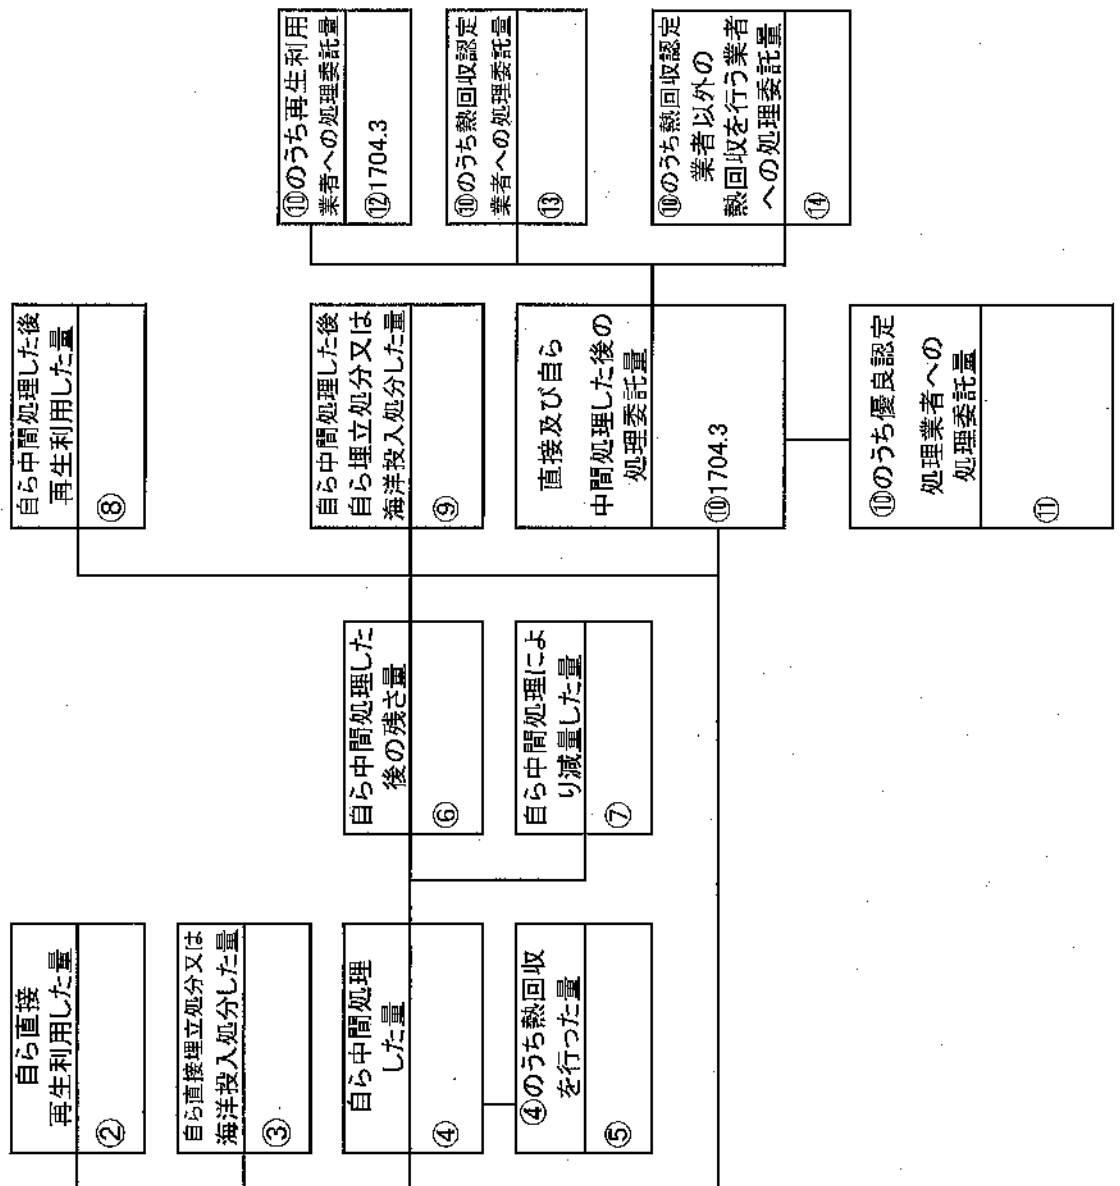 自ら直接
再生利用した量
②
自ら直接埋立処分又は
海洋投入処分した量
③
自ら中間処理
した量
④
④のうち熱回収
を行った量
⑤
自ら中間処理した
後の残さ量
⑥
自ら中間処理によ
り減量した量
⑦
自ら中間処理した後
再生利用した量
⑧
自ら中間処理した後
自ら埋立処分又は
海洋投入処分した量
⑨
直接及び自ら
中間処理した後の
処理委託量
⑩1704.3
⑩のうち優良認定
処理業者への
処理委託量
⑪
⑩のうち再生利用
業者への処理委託量
⑫1704.3
⑩のうち熱回収認定
業者への処理委託量
⑬
⑩のうち熱回収認定
業者以外の
熱回収を行う業者
への処理委託量
⑭